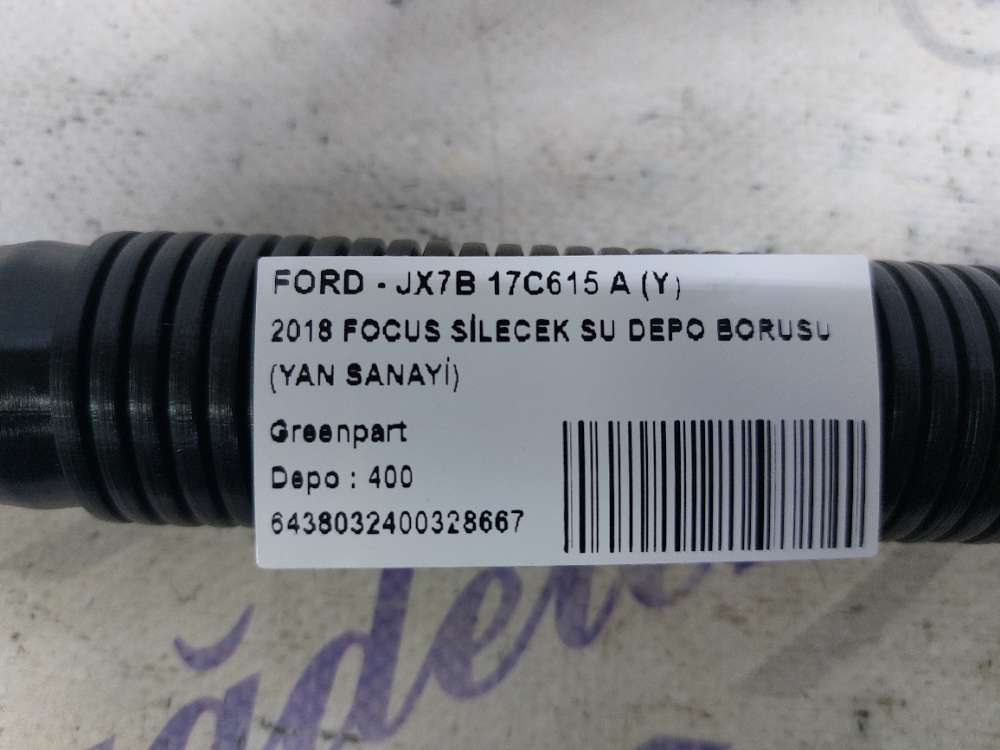 FORD - JX7B 17C615 A (Y)
2018 FOCUS SİLECEK SU DEPO BORUSU
(YAN SANAYİ)
Greenpart
Depo : 400
6438032400328667